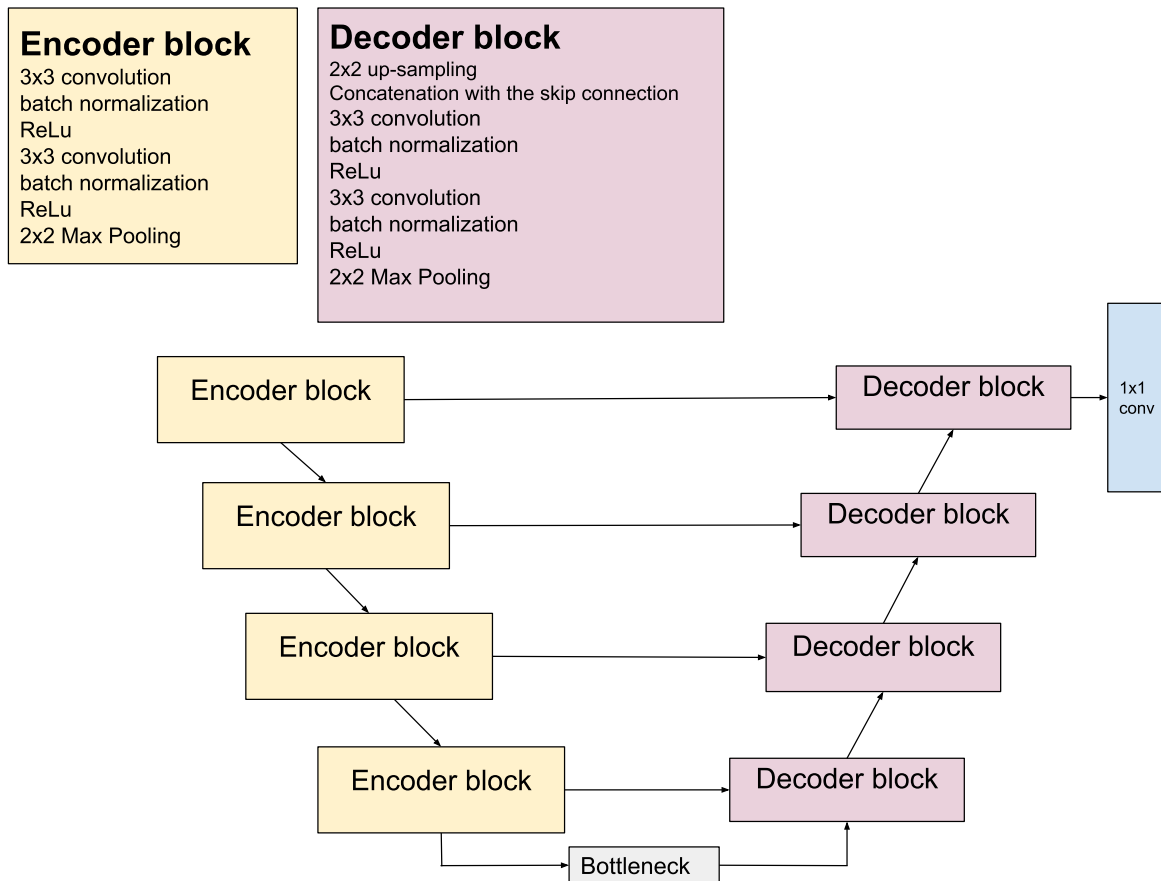 Encoder block
3x3 convolution
batch normalization
ReLu
3x3 convolution
batch normalization
ReLu
2x2 Max Pooling
Decoder block
2x2 up-sampling
Concatenation with the skip connection
3x3 convolution
batch normalization
ReLu
3x3 convolution
batch normalization
ReLu
2x2 Max Pooling
Encoder block
Decoder block
1x1
conv
Encoder block
Decoder block
Encoder block
Decoder block
Encoder block
Decoder block
Bottleneck